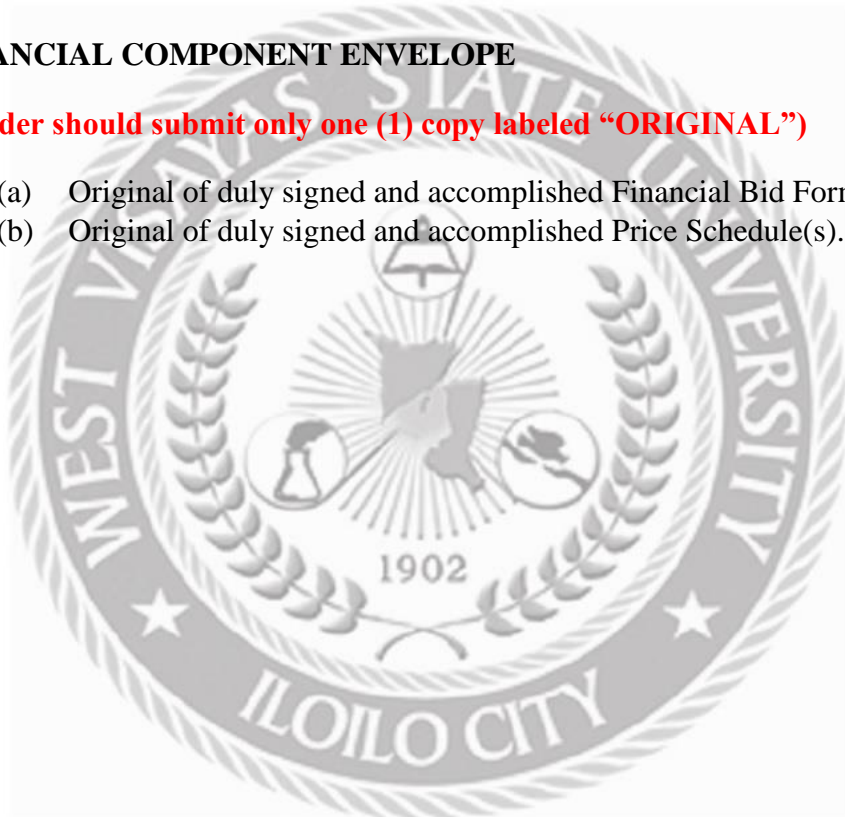 ANCIAL COMPONENT ENVELOPE
der should submit only one (1) copy labeled “ORIGINAL”)
(a) Original of duly signed and accomplished Financial Bid For
(b) Original of duly signed and accomplished Price Schedule(s).
WEST VISAYAS STATE UNIVERSITY
1902
ILOILO CITY